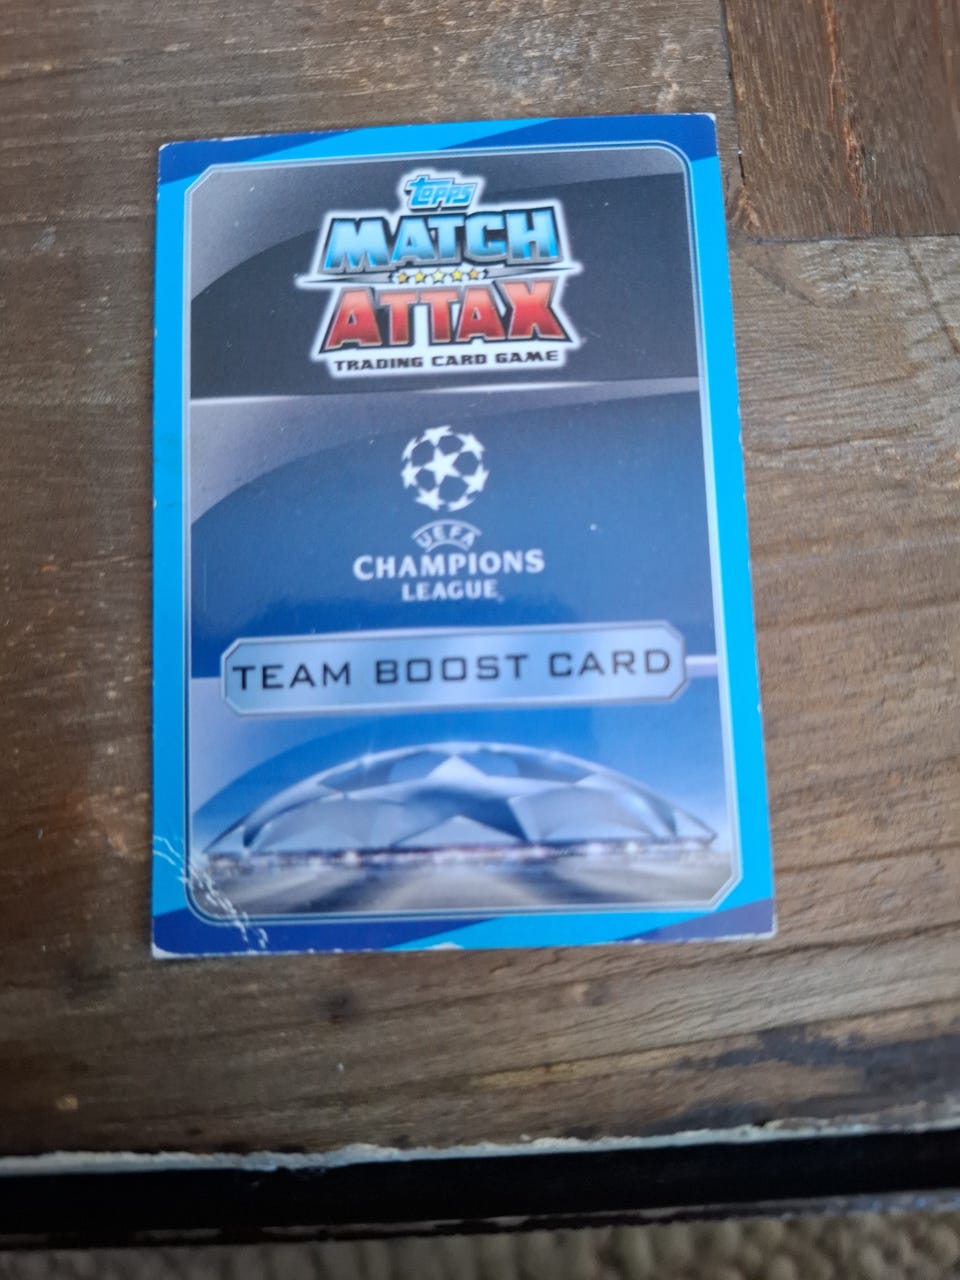 topps
MATCH
ATTAX
TRADING CARD GAME
UEFA
CHAMPIONS
LEAGUE
TEAM BOOST CARD